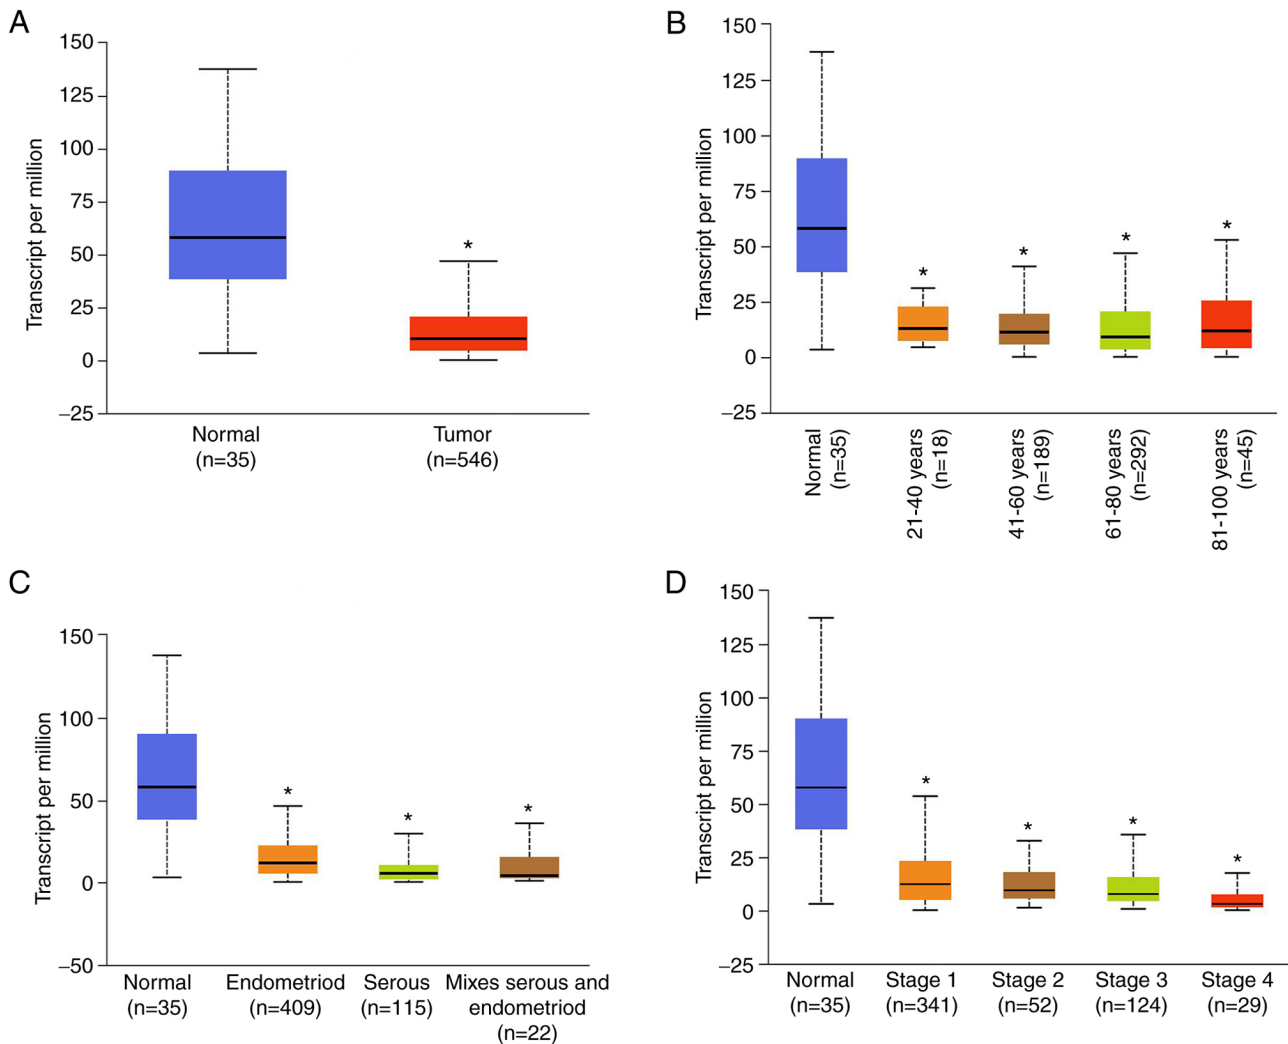 A
150
125
100
75
50
25
0
−25
Transcript per million
*
Normal
(n=35)
Tumor
(n=546)
B
150
125
100
75
50
25
0
−25
Transcript per million
*
*
*
*
Normal
(n=35)
21-40 years
(n=18)
41-60 years
(n=189)
61-80 years
(n=292)
81-100 years
(n=45)
C
150
100
50
0
−50
Transcript per million
*
*
*
Normal
(n=35)
Endometriod
(n=409)
Serous
(n=115)
Mixes serous and
endometriod
(n=22)
D
150
125
100
75
50
25
0
−25
Transcript per million
*
*
*
*
Normal
(n=35)
Stage 1
(n=341)
Stage 2
(n=52)
Stage 3
(n=124)
Stage 4
(n=29)